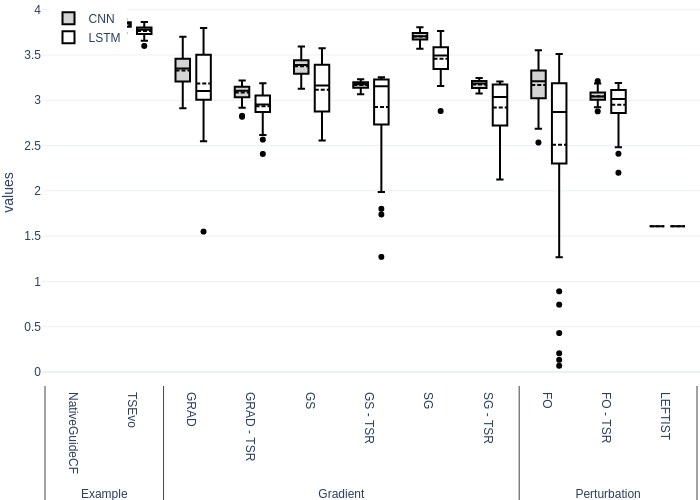 CNN
LSTM
values
4
3.5
3
2.5
2
1.5
1
0.5
0
NativeGuideCF
TSEvo
GRAD
GRAD - TSR
GS
GS - TSR
SG
SG - TSR
FO
FO - TSR
LEFTIST
Example
Gradient
Perturbation